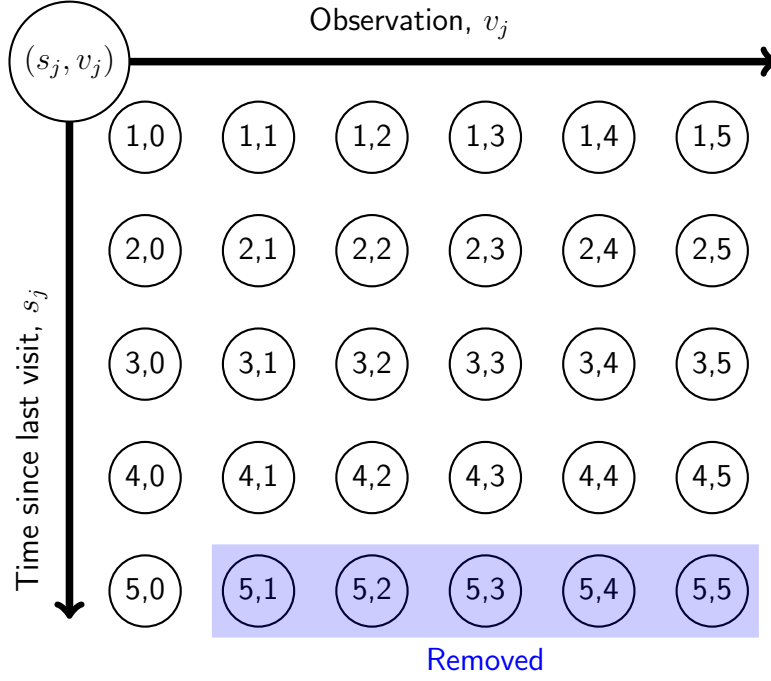 Observation, v_j
(s_j, v_j)
1,0 1,1 1,2 1,3 1,4 1,5
2,0 2,1 2,2 2,3 2,4 2,5
Time since last visit, s_j
3,0 3,1 3,2 3,3 3,4 3,5
4,0 4,1 4,2 4,3 4,4 4,5
5,0 5,1 5,2 5,3 5,4 5,5
Removed